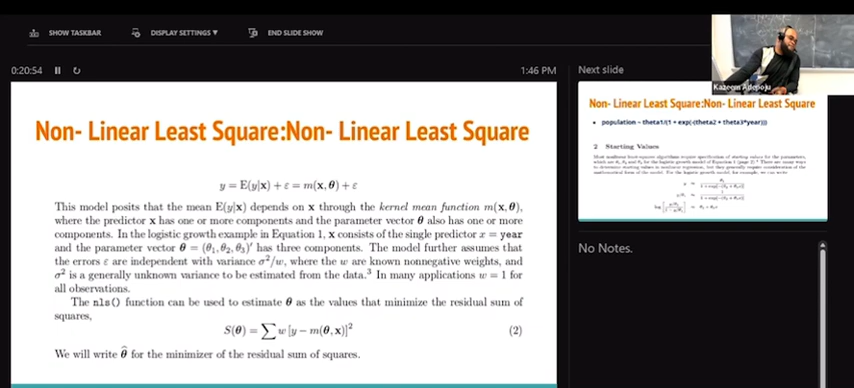 SHOW TASKBAR
DISPLAY SETTINGS ▼
END SLIDE SHOW
0:20:54
1:46 PM
Non- Linear Least Square:Non- Linear Least Square
y = E(y|x) + ε = m(x, θ) + ε
This model posits that the mean E(y|x) depends on x through the kernel mean function m(x, θ),
where the predictor x has one or more components and the parameter vector θ also has one or more
components. In the logistic growth example in Equation 1, x consists of the single predictor x = year
and the parameter vector θ = (θ₁, θ₂, θ₃)′ has three components. The model further assumes that
the errors ε are independent with variance σ²/w, where the w are known nonnegative weights, and
σ² is a generally unknown variance to be estimated from the data.³ In many applications w = 1 for
all observations.
The nls() function can be used to estimate θ as the values that minimize the residual sum of
squares,
S(θ) = ∑ w [y − m(θ, x)]² (2)
We will write θ̂ for the minimizer of the residual sum of squares.
Next slide
Kazeem Adepoju
Non- Linear Least Square:Non- Linear Least Square
• population ~ theta1/(1 + exp(-(theta2 + theta3*year)))
2 Starting Values
No Notes.